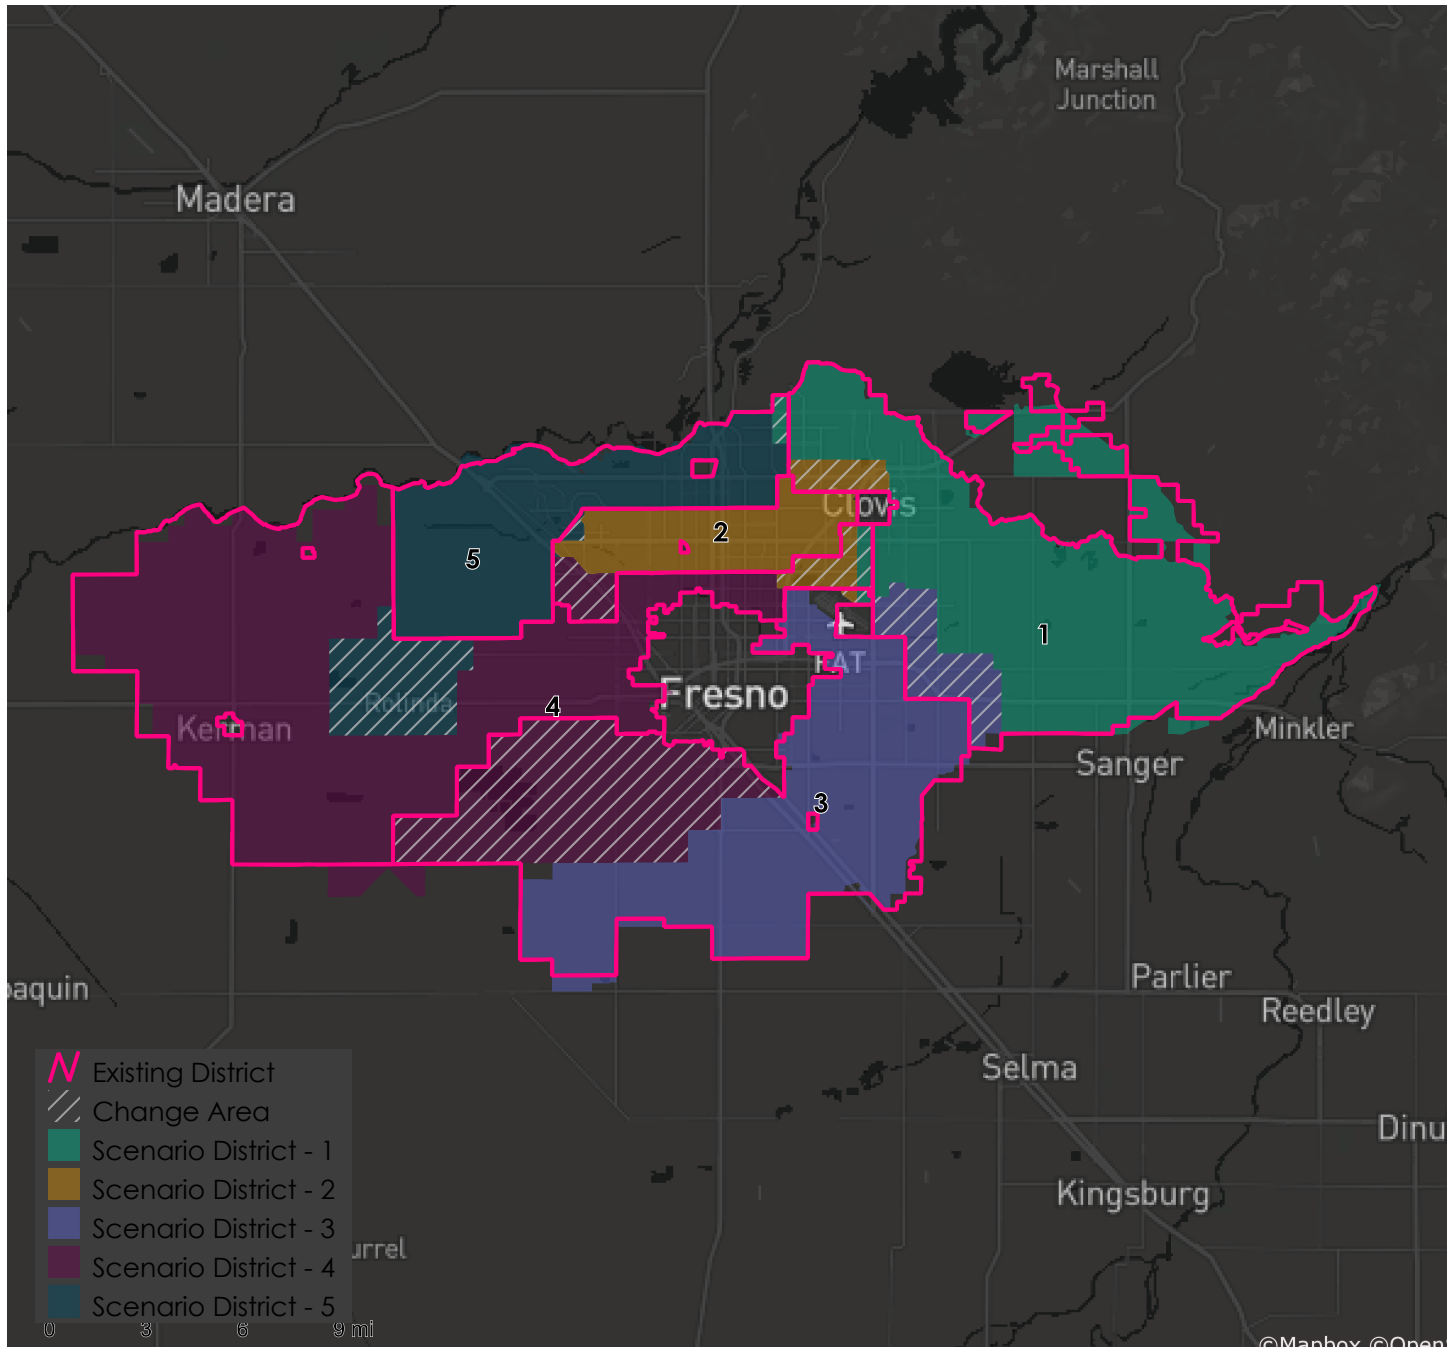 Marshall
Junction
Madera
Clovis
2
5
1
FAT
Fresno
Rolinda
4
Kerman
Minkler
Sanger
3
Parlier
Reedley
Selma
Kingsburg
Existing District
Change Area
Scenario District - 1
Scenario District - 2
Scenario District - 3
Scenario District - 4
Scenario District - 5
0 3 6 9 mi
©Mapbox